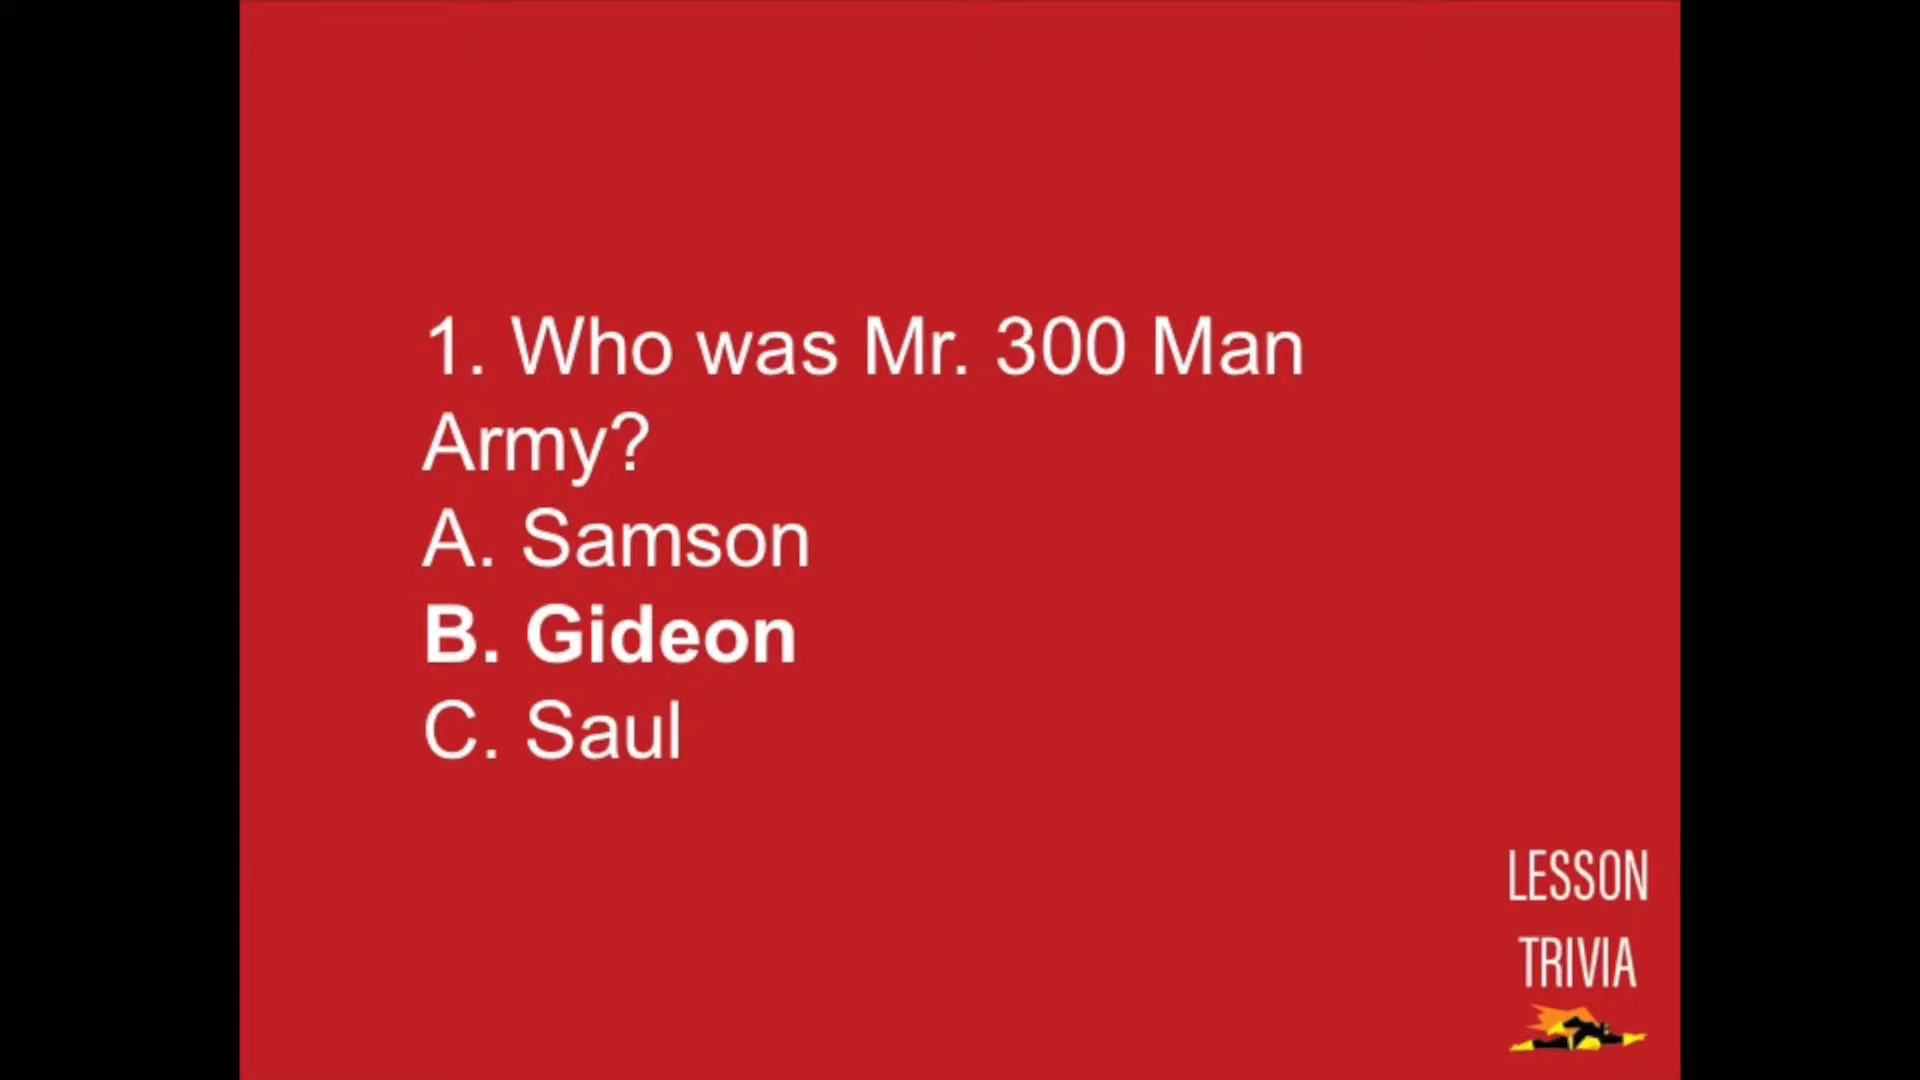 1. Who was Mr. 300 Man
Army?
A. Samson
B. Gideon
C. Saul
LESSON
TRIVIA